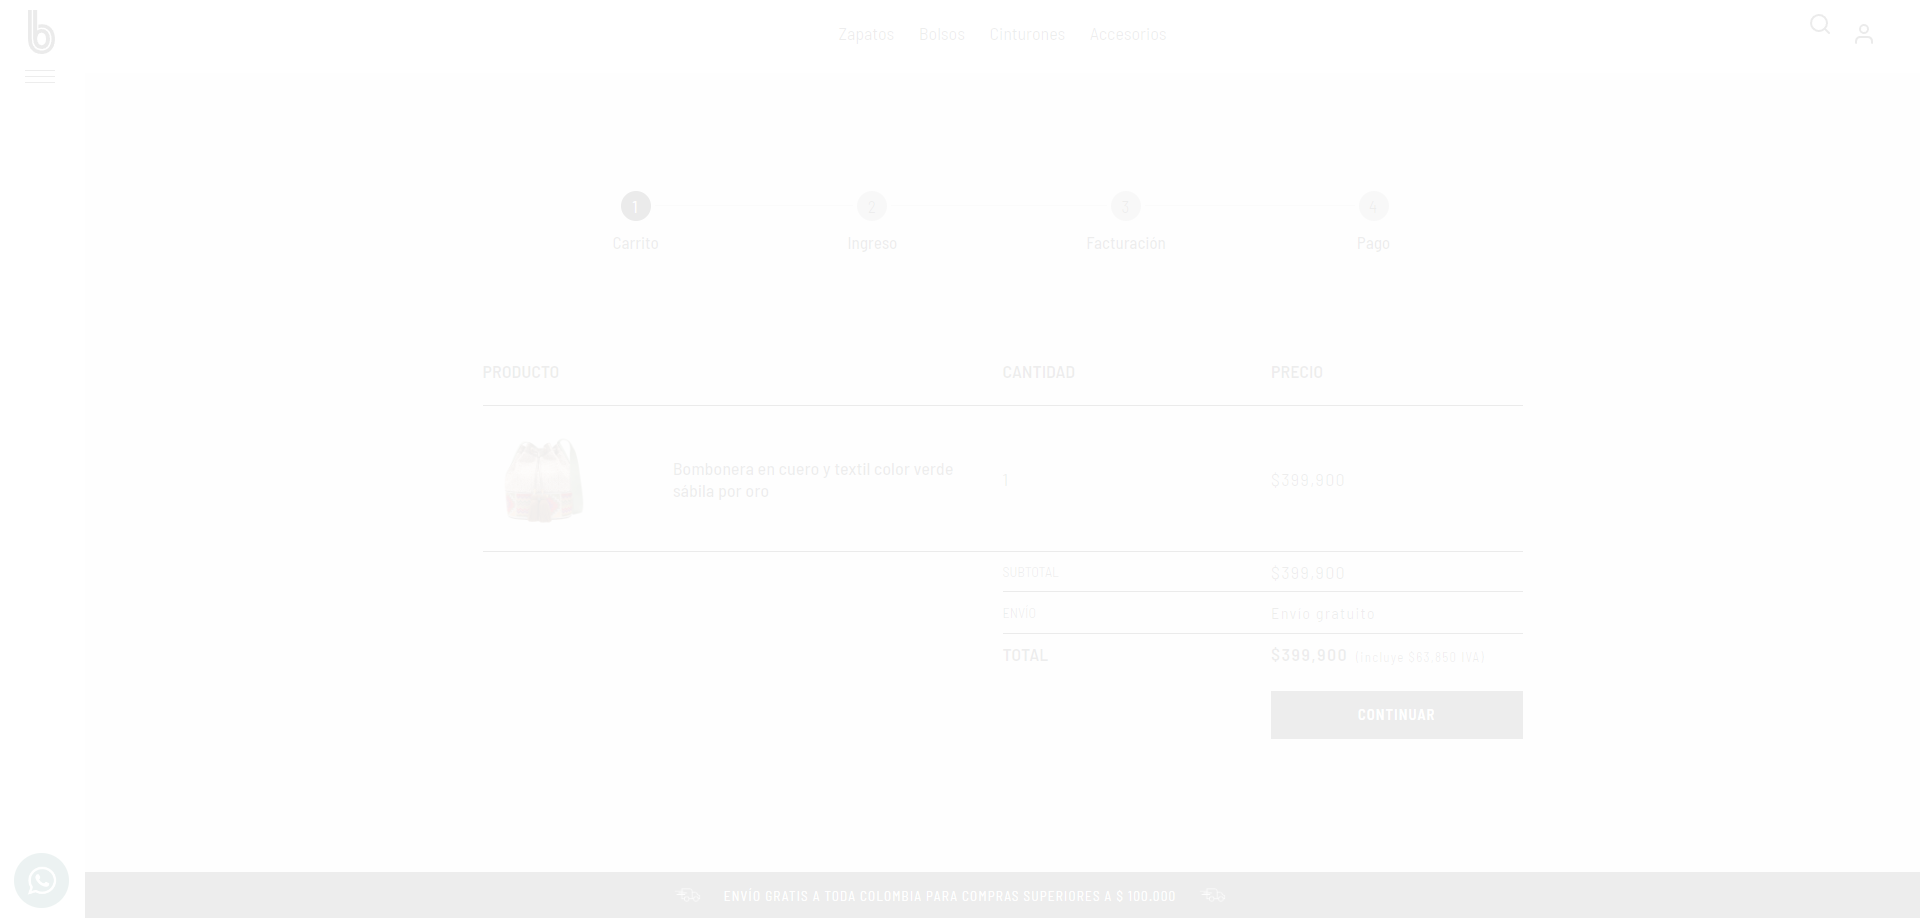 b
Zapatos Bolsos Cinturones Accesorios
1 2 3 4
Carrito Ingreso Facturación Pago
PRODUCTO CANTIDAD PRECIO
Bombonera en cuero y textil color verde
sábila por oro
1 $399.900
SUBTOTAL $399.900
ENVIO Envío gratuito
TOTAL $399,900 (incluye $63,850 IVA)
CONTINUAR
ENVÍO GRATIS A TODA COLOMBIA PARA COMPRAS SUPERIORES A $ 100.000